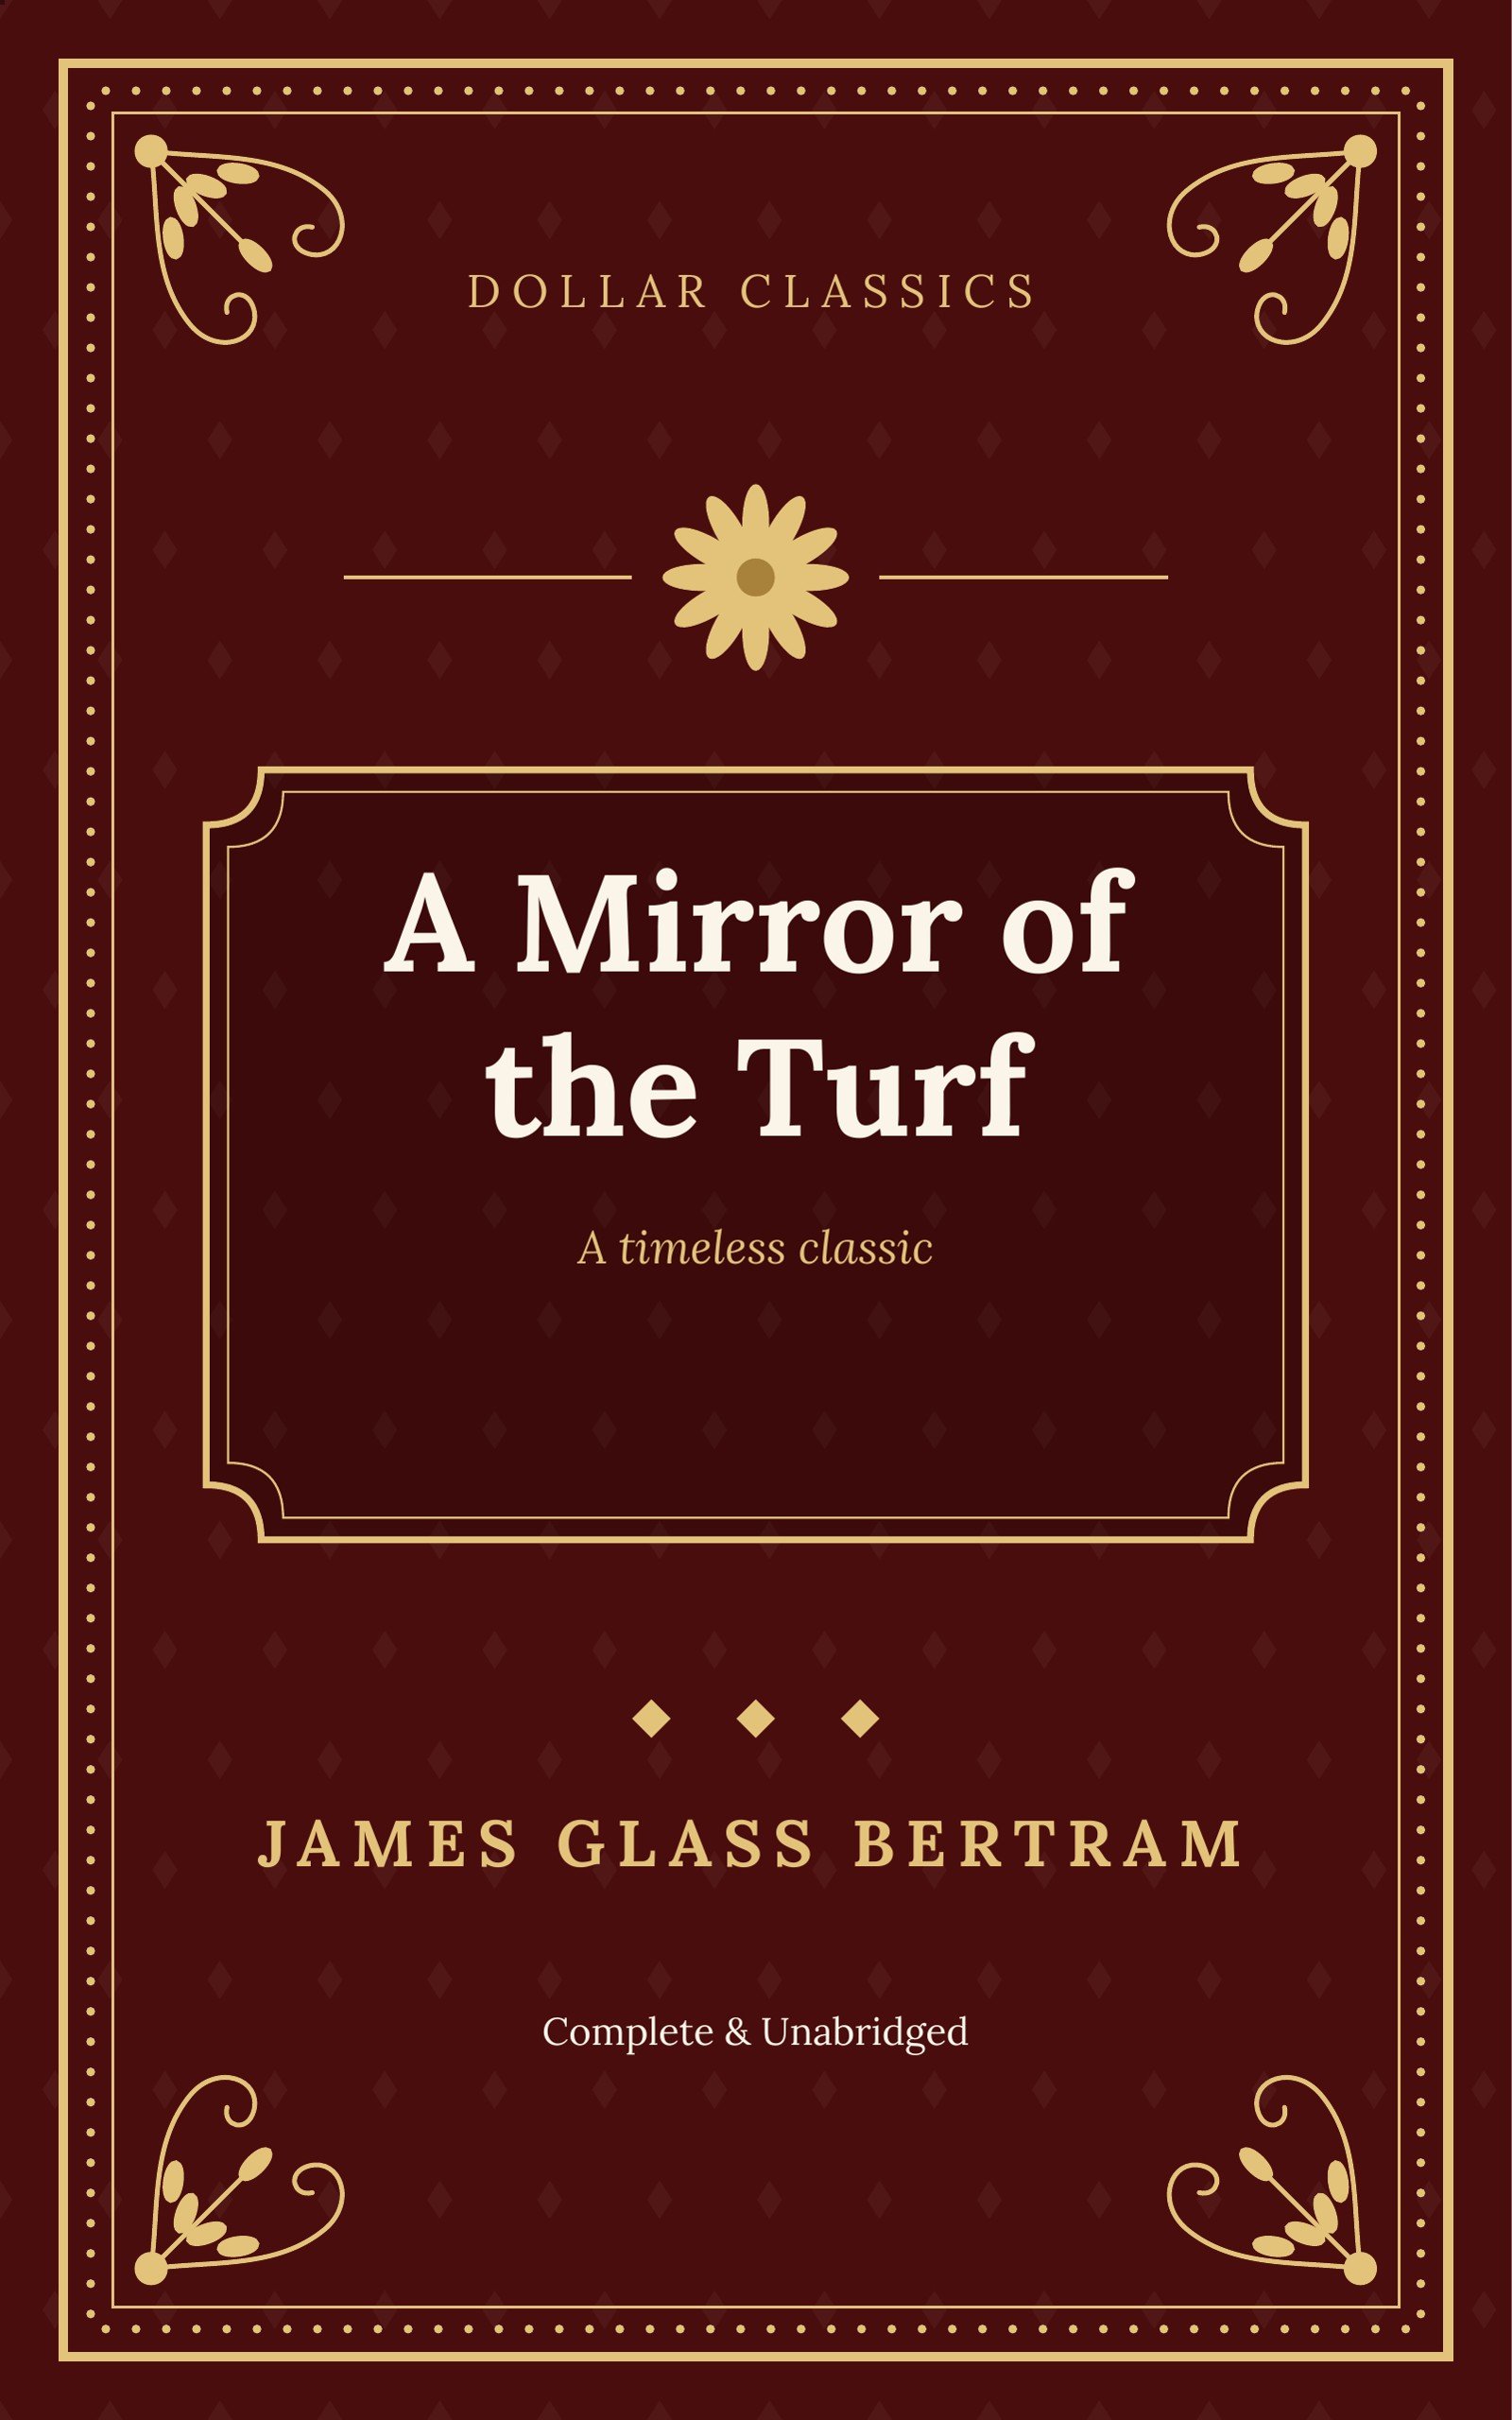 DOLLAR CLASSICS
A Mirror of
the Turf
A timeless classic
JAMES GLASS BERTRAM
Complete & Unabridged